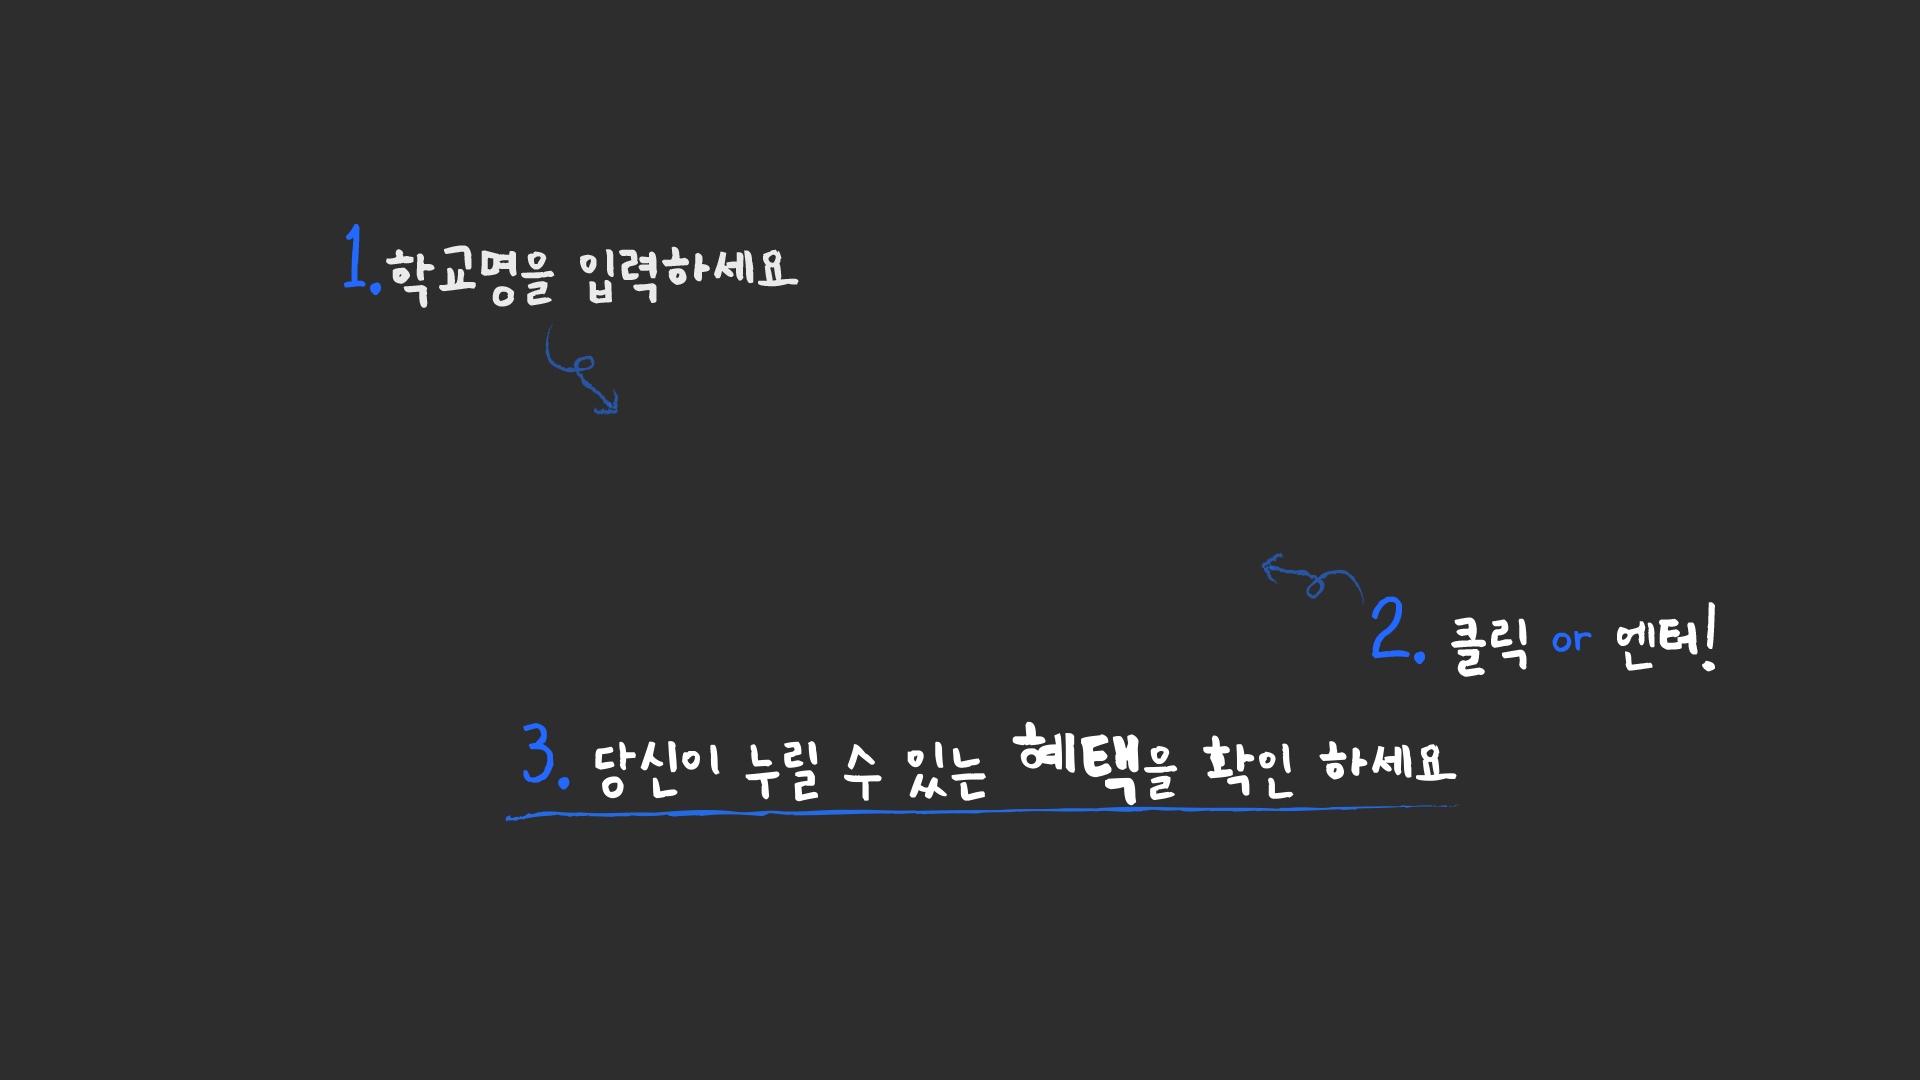 1. 학교명을 입력하세요
2. 클릭 or 엔터!
3. 당신이 누릴 수 있는 혜택을 확인 하세요